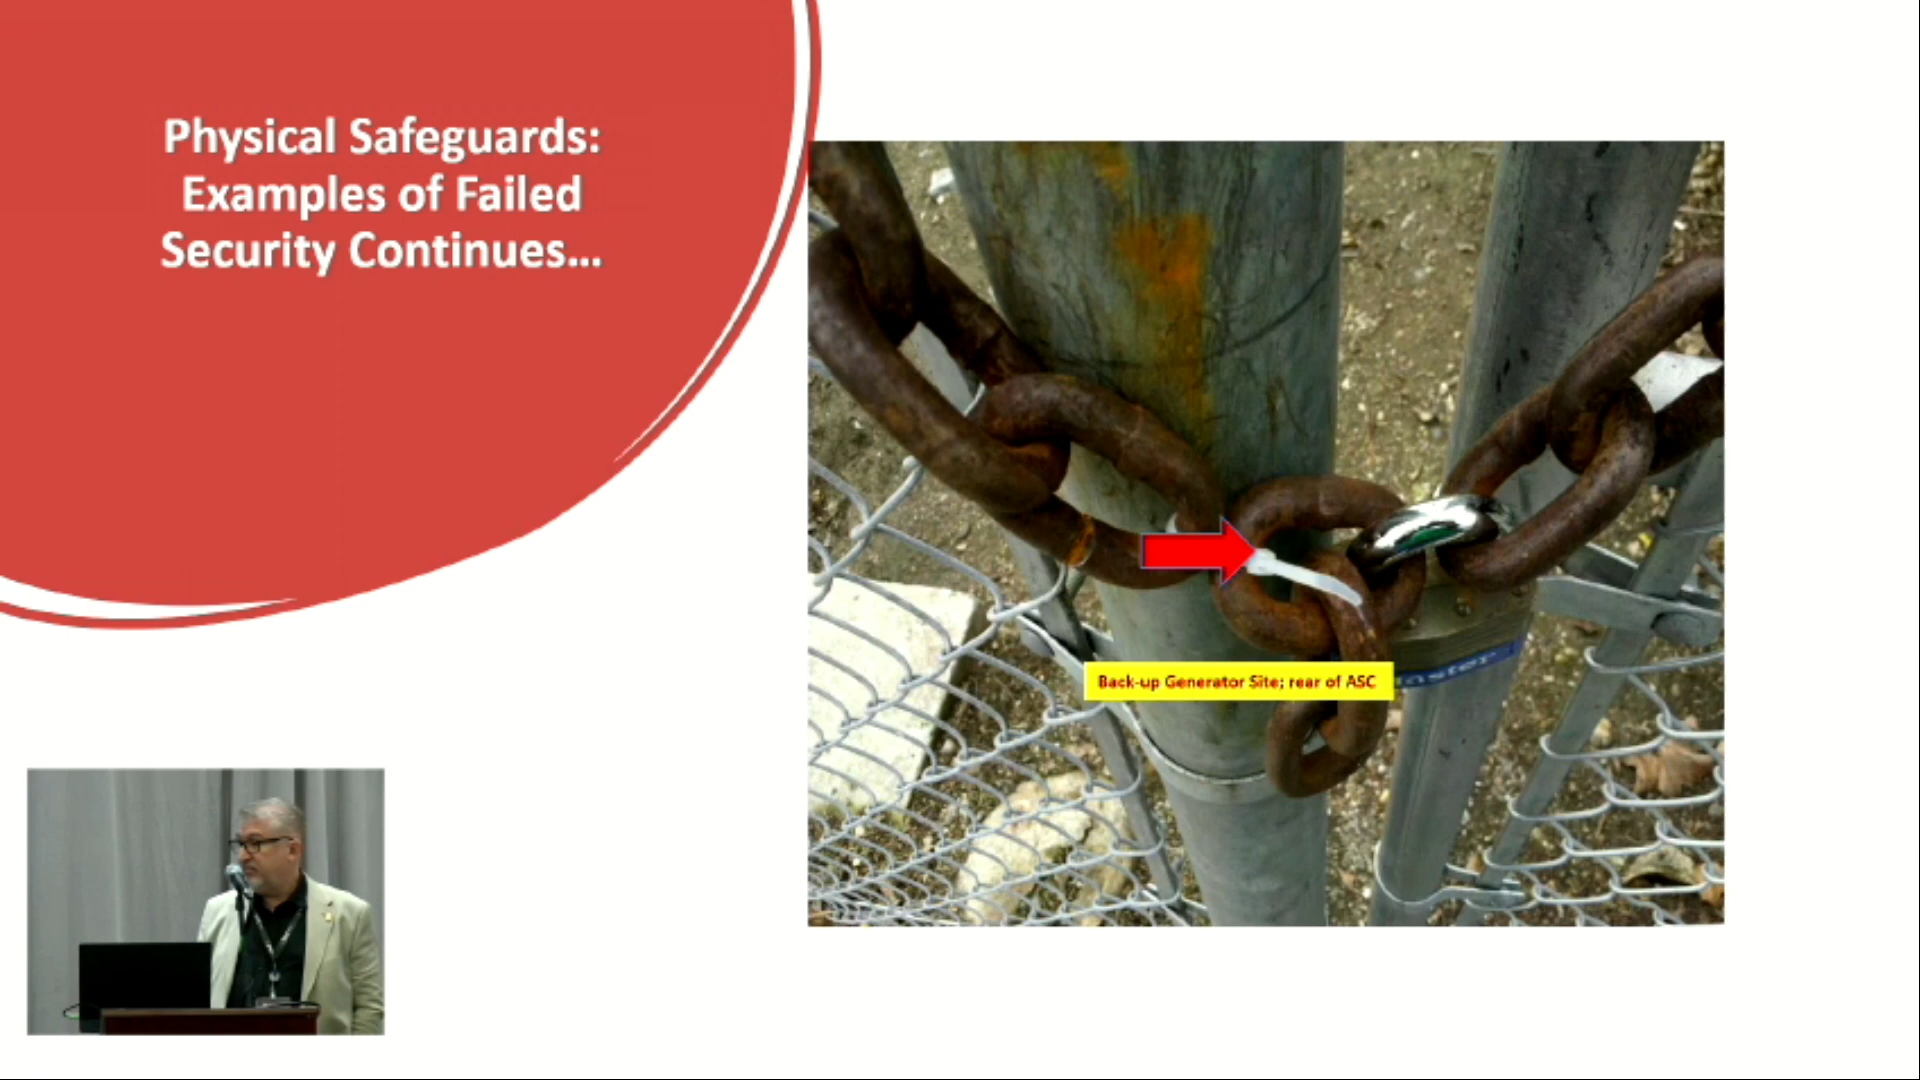 Physical Safeguards:
Examples of Failed
Security Continues...
Back-up Generator Site; rear of ASC